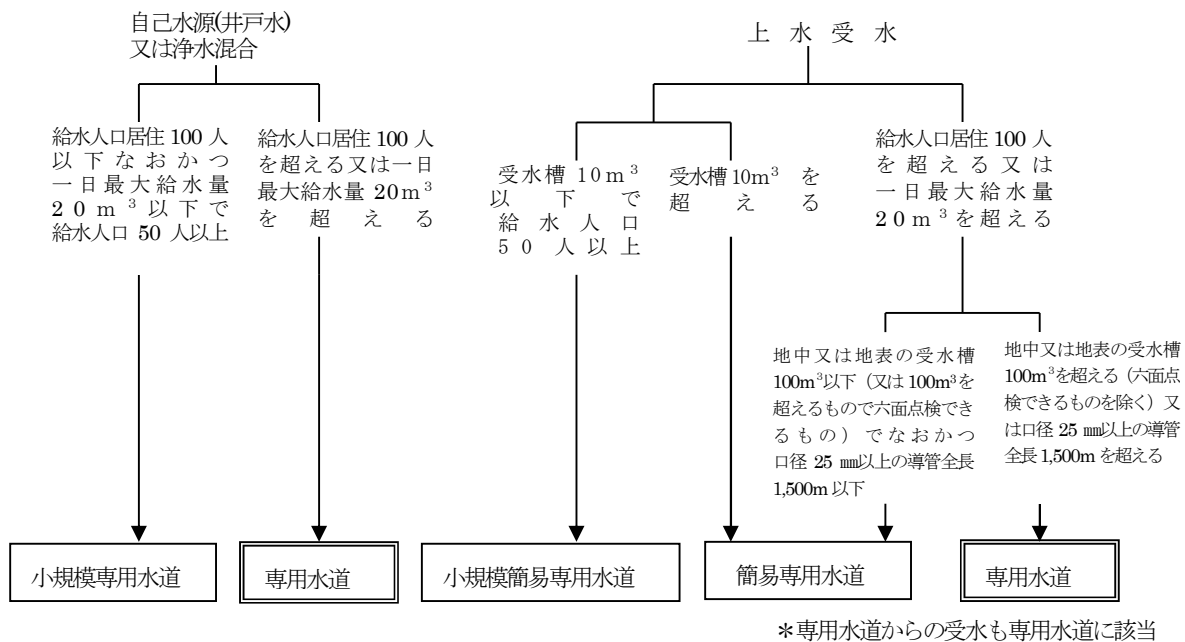 自己水源(井戸水)
又は浄水混合
上水受水
給水人口居住 100 人
以下なおかつ
一日最大給水量
20m³以下で
給水人口 50 人以上
給水人口居住 100 人
を超える又は一日
最大給水量 20m³
を超える
受水槽 10m³
以下で
給水人口
50 人以上
受水槽 10m³ を
超える
給水人口居住 100 人
を超える又は
一日最大給水量
20m³を超える
地中又は地表の受水槽
100m³以下（又は 100m³を
超えるもので六面点検でき
るもの）でなおかつ
口径 25 ㎜以上の導管全長
1,500m 以下
地中又は地表の受水槽
100m³を超える（六面点
検できるものを除く）又
は口径 25 ㎜以上の導管
全長 1,500m を超える
小規模専用水道
専用水道
小規模簡易専用水道
簡易専用水道
専用水道
＊専用水道からの受水も専用水道に該当